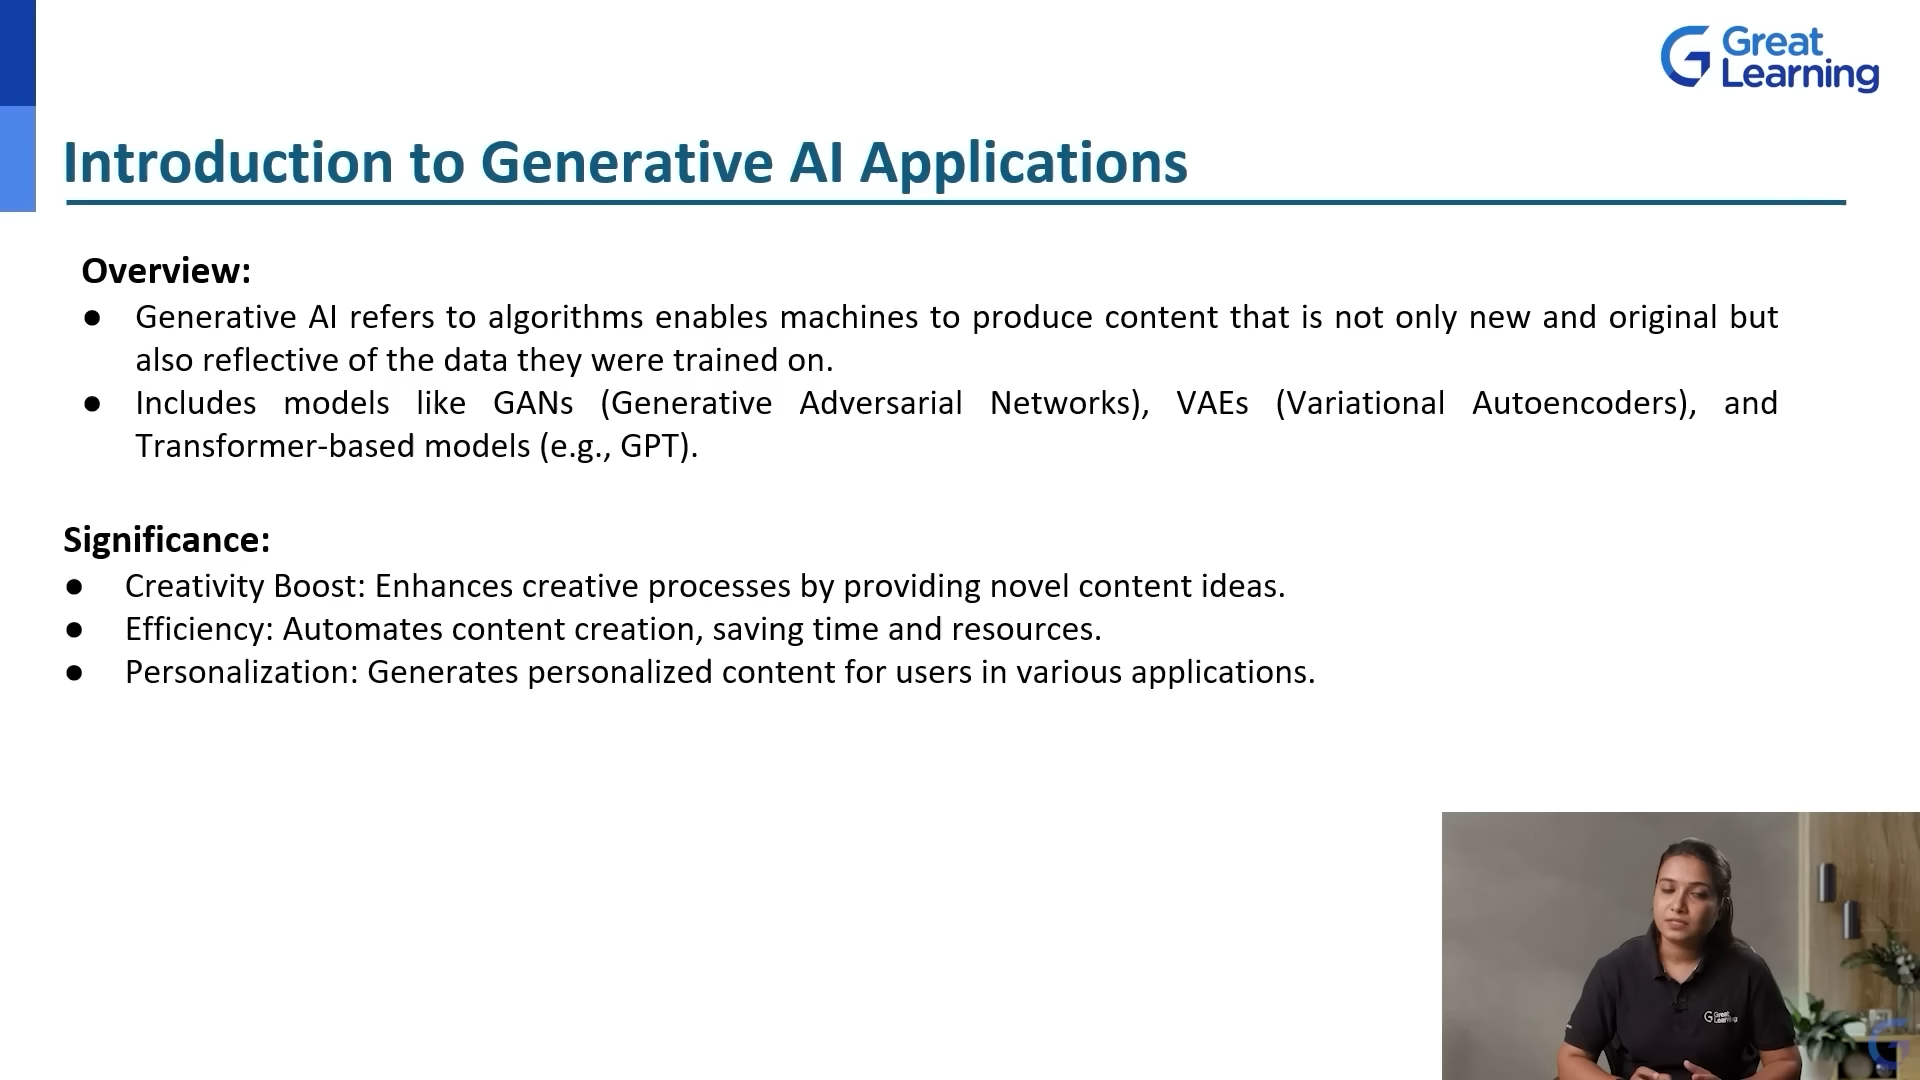 Great
Learning
Introduction to Generative AI Applications
Overview:
● Generative AI refers to algorithms enables machines to produce content that is not only new and original but
also reflective of the data they were trained on.
● Includes models like GANs (Generative Adversarial Networks), VAEs (Variational Autoencoders), and
Transformer-based models (e.g., GPT).
Significance:
● Creativity Boost: Enhances creative processes by providing novel content ideas.
● Efficiency: Automates content creation, saving time and resources.
● Personalization: Generates personalized content for users in various applications.
Great
Learning